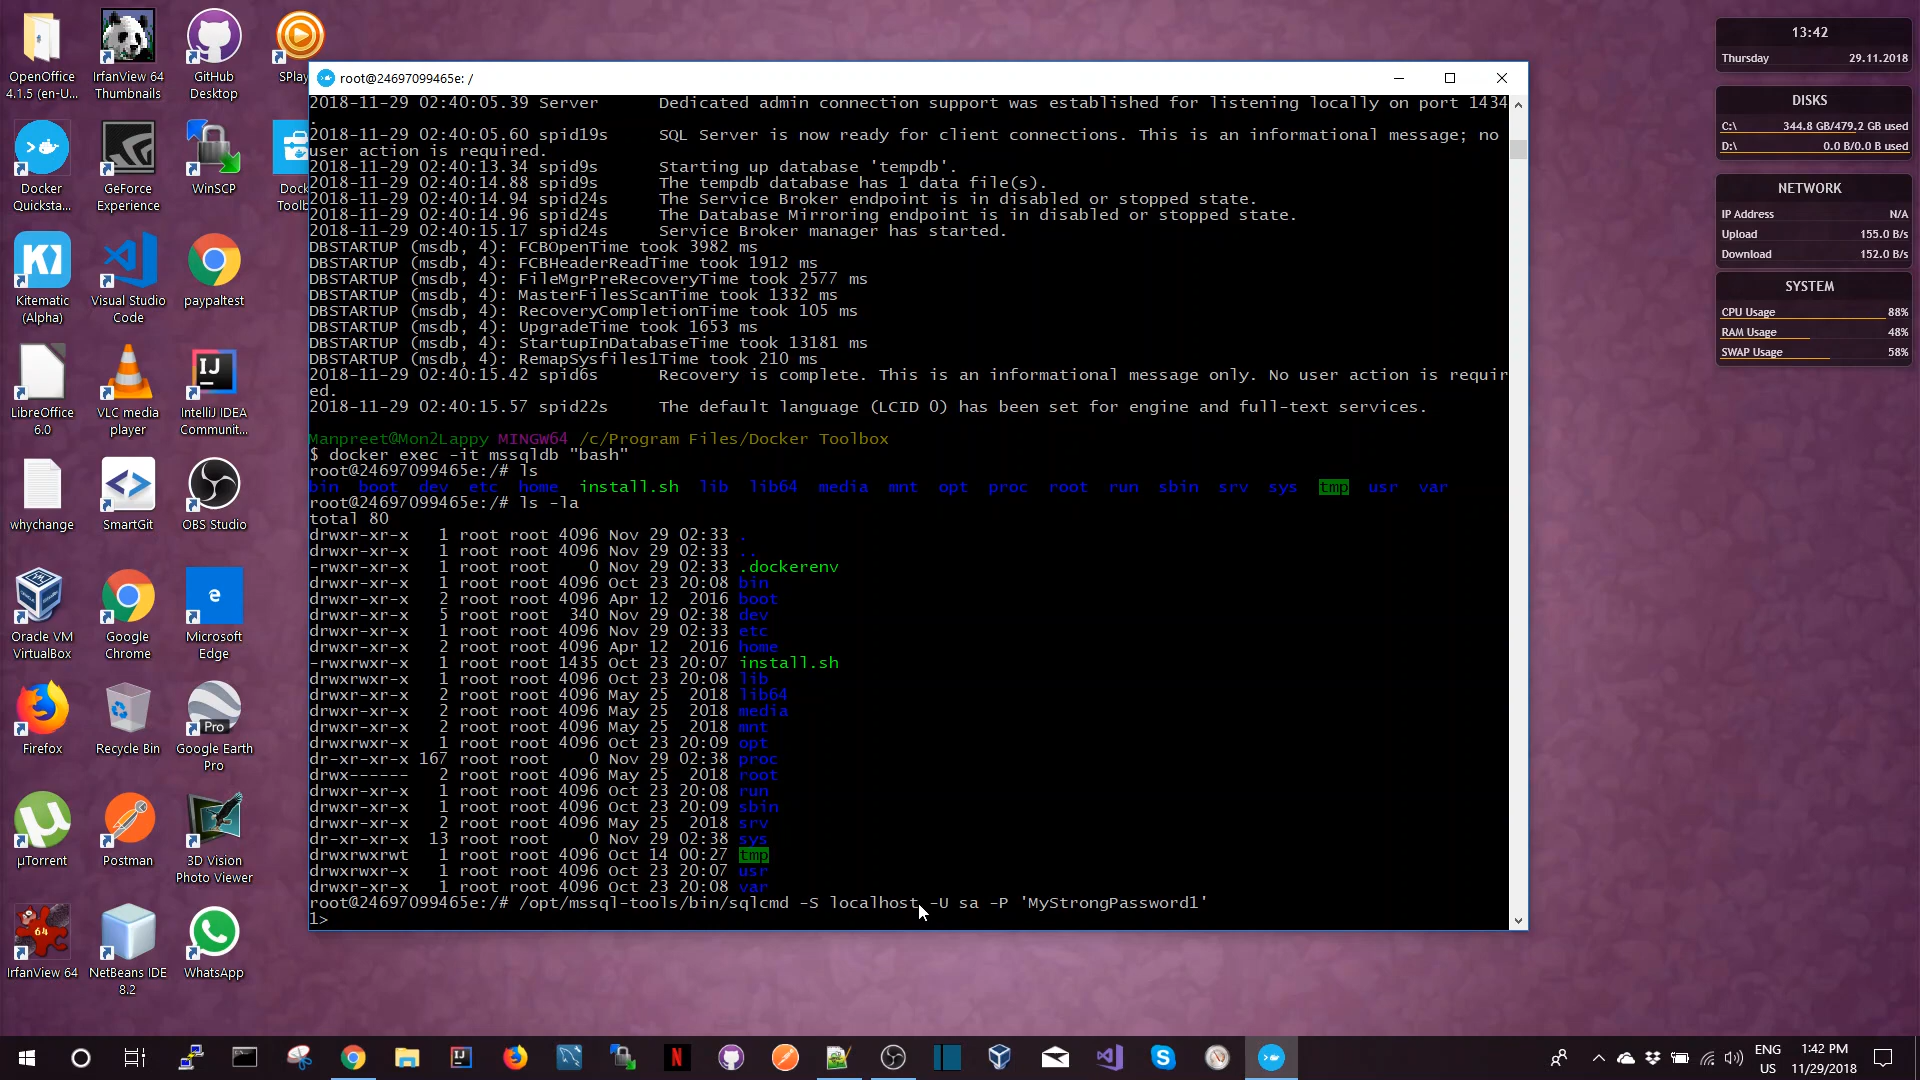 OpenOffice
4.1.5 (en-U...
IrfanView 64
Thumbnails
GitHub
Desktop
SPlay
Docker
Quicksta...
GeForce
Experience
WinSCP
Dock
Toolb
Kitematic
(Alpha)
Visual Studio
Code
paypaltest
LibreOffice
6.0
VLC media
player
IntelliJ IDEA
Communit...
whychange
SmartGit
OBS Studio
Oracle VM
VirtualBox
Google
Chrome
Microsoft
Edge
Firefox
Recycle Bin
Pro
Google Earth
Pro
µTorrent
Postman
3D Vision
Photo Viewer
64
IrfanView 64
NetBeans IDE
8.2
WhatsApp
root@24697099465e: /
2018-11-29 02:40:05.39 Server      Dedicated admin connection support was established for listening locally on port 1434
.
2018-11-29 02:40:05.60 spid19s     SQL Server is now ready for client connections. This is an informational message; no
user action is required.
2018-11-29 02:40:13.34 spid9s      Starting up database 'tempdb'.
2018-11-29 02:40:14.88 spid9s      The tempdb database has 1 data file(s).
2018-11-29 02:40:14.94 spid24s     The Service Broker endpoint is in disabled or stopped state.
2018-11-29 02:40:14.96 spid24s     The Database Mirroring endpoint is in disabled or stopped state.
2018-11-29 02:40:15.17 spid24s     Service Broker manager has started.
DBSTARTUP (msdb, 4): FCBOpenTime took 3982 ms
DBSTARTUP (msdb, 4): FCBHeaderReadTime took 1912 ms
DBSTARTUP (msdb, 4): FileMgrPreRecoveryTime took 2577 ms
DBSTARTUP (msdb, 4): MasterFilesScanTime took 1332 ms
DBSTARTUP (msdb, 4): RecoveryCompletionTime took 105 ms
DBSTARTUP (msdb, 4): UpgradeTime took 1653 ms
DBSTARTUP (msdb, 4): StartupInDatabaseTime took 13181 ms
DBSTARTUP (msdb, 4): RemapSysfiles1Time took 210 ms
2018-11-29 02:40:15.42 spid6s      Recovery is complete. This is an informational message only. No user action is requir
ed.
2018-11-29 02:40:15.57 spid22s     The default language (LCID 0) has been set for engine and full-text services.
Manpreet@Mon2Lappy MINGW64 /c/Program Files/Docker Toolbox
$ docker exec -it mssqldb "bash"
root@24697099465e:/# ls
bin  boot  dev  etc  home  install.sh  lib  lib64  media  mnt  opt  proc  root  run  sbin  srv  sys  tmp  usr  var
root@24697099465e:/# ls -la
total 80
drwxr-xr-x   1 root root 4096 Nov 29 02:33 .
drwxr-xr-x   1 root root 4096 Nov 29 02:33 ..
-rwxr-xr-x   1 root root    0 Nov 29 02:33 .dockerenv
drwxr-xr-x   1 root root 4096 Oct 23 20:08 bin
drwxr-xr-x   2 root root 4096 Apr 12  2016 boot
drwxr-xr-x   5 root root  340 Nov 29 02:38 dev
drwxr-xr-x   1 root root 4096 Nov 29 02:33 etc
drwxr-xr-x   2 root root 4096 Apr 12  2016 home
-rwxrwxr-x   1 root root 1435 Oct 23 20:07 install.sh
drwxr-xr-x   1 root root 4096 Oct 23 20:08 lib
drwxr-xr-x   2 root root 4096 May 25  2018 lib64
drwxr-xr-x   2 root root 4096 May 25  2018 media
drwxr-xr-x   2 root root 4096 May 25  2018 mnt
drwxrwxr-x   1 root root 4096 Oct 23 20:09 opt
dr-xr-xr-x 167 root root    0 Nov 29 02:38 proc
drwx------   2 root root 4096 May 25  2018 root
drwxr-xr-x   1 root root 4096 Oct 23 20:08 run
drwxr-xr-x   1 root root 4096 Oct 23 20:09 sbin
drwxr-xr-x   2 root root 4096 May 25  2018 srv
dr-xr-xr-x  13 root root    0 Nov 29 02:38 sys
drwxrwxrwt   1 root root 4096 Oct 14 00:27 tmp
drwxr-xr-x   1 root root 4096 Oct 23 20:07 usr
drwxr-xr-x   1 root root 4096 Oct 23 20:08 var
root@24697099465e:/# /opt/mssql-tools/bin/sqlcmd -S localhost -U sa -P 'MyStrongPassword1'
1>
13:42
Thursday 29.11.2018
DISKS
C:\ 344.8 GB/479.2 GB used
D:\ 0.0 B/0.0 B used
NETWORK
IP Address N/A
Upload 155.0 B/s
Download 152.0 B/s
SYSTEM
CPU Usage 88%
RAM Usage 48%
SWAP Usage 58%
ENG
US
1:42 PM
11/29/2018